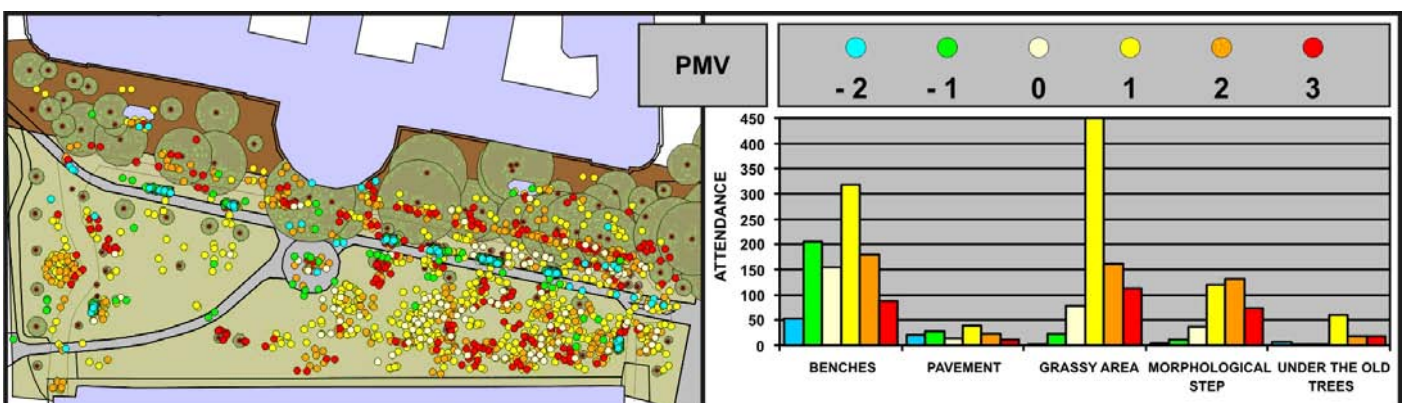 PMV
-2 -1 0 1 2 3
450
400
350
300
250
200
150
100
50
0
ATTENDANCE
BENCHES PAVEMENT GRASSY AREA MORPHOLOGICAL UNDER THE OLD
STEP TREES